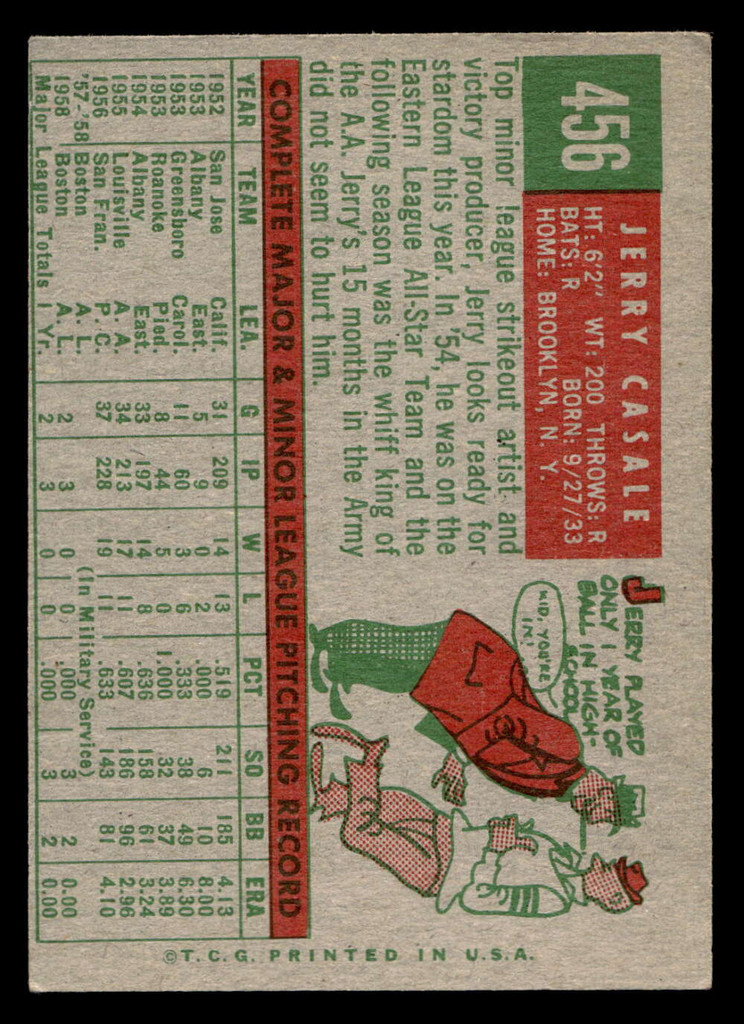 456
JERRY CASALE
HT: 6'2" WT: 200 THROWS: R
BATS: R BORN: 9/27/33
HOME: BROOKLYN, N. Y.
Top minor league strikeout artist and
victory producer, Jerry looks ready for
stardom this year. In '54, he was on the
Eastern League All-Star Team and the
following season was the whiff king of
the A.A. Jerry's 15 months in the Army
did not seem to hurt him.
JERRY PLAYED
ONLY 1 YEAR OF
BALL IN HIGH-
SCHOOL
KID, YOU'RE
IN!
COMPLETE MAJOR & MINOR LEAGUE PITCHING RECORD
YEAR TEAM LEA. G IP W L PCT SO BB ERA
1952 San Jose Calif. 31 209 14 13 .519 211 185 4.13
1953 Albany East. 5 9 0 2 .000 6 10 8.00
1953 Greensboro Carol. 11 60 3 6 .333 38 49 6.30
1953 Roanoke Pied. 8 44 5 0 1.000 32 37 3.89
1954 Albany East. 33 197 14 8 .636 158 61 3.24
1955 Louisville A. A. 34 213 17 11 .607 186 96 2.96
1956 San Fran. P. C. 37 228 19 11 .633 143 81 4.10
'57-'58 Boston A. L. (In Military Service)
1958 Boston A. L. 2 3 0 0 .000 3 2 0.00
Major League Totals 1 Yr. 2 3 0 0 .000 3 2 0.00
©T. C. G. PRINTED IN U.S.A.